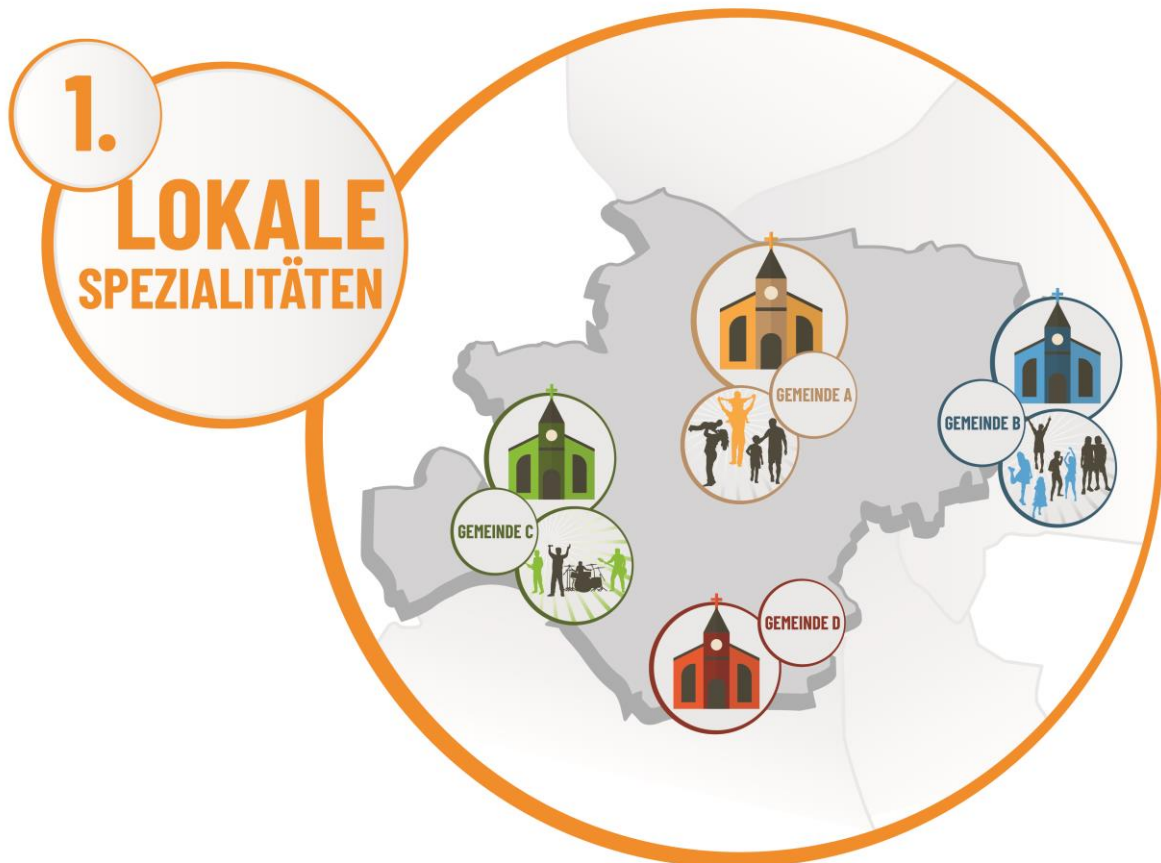 1.
LOKALE
SPEZIALITÄTEN
GEMEINDE A
GEMEINDE B
GEMEINDE C
GEMEINDE D